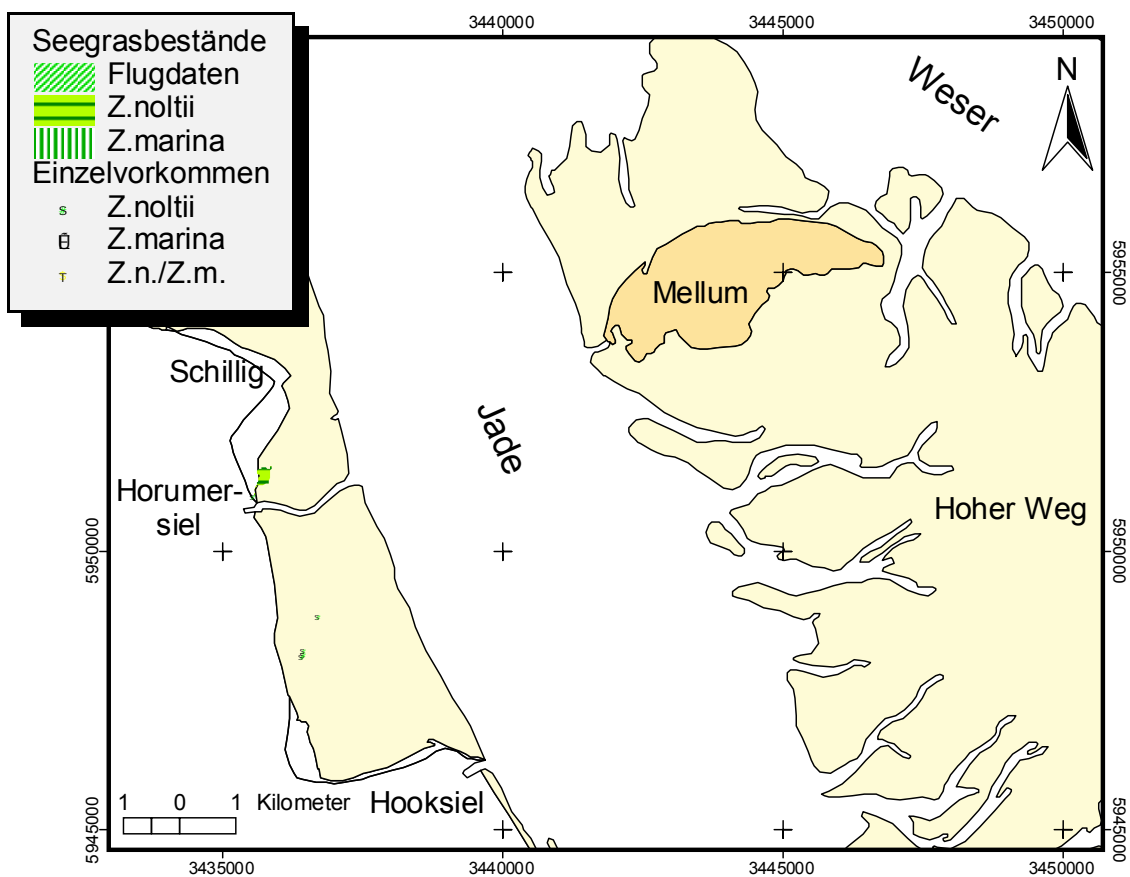 3440000
3445000
3450000
Seegrasbestände
Flugdaten
Z.noltii
Z.marina
Einzelvorkommen
s Z.noltii
Z.marina
T Z.n./Z.m.
Weser
N
5955000
Mellum
Schillig
Jade
Horumer-
siel
Hoher Weg
5950000
5950000
s
s
1 0 1 Kilometer
Hooksiel
5945000
5945000
3435000
3440000
3445000
3450000